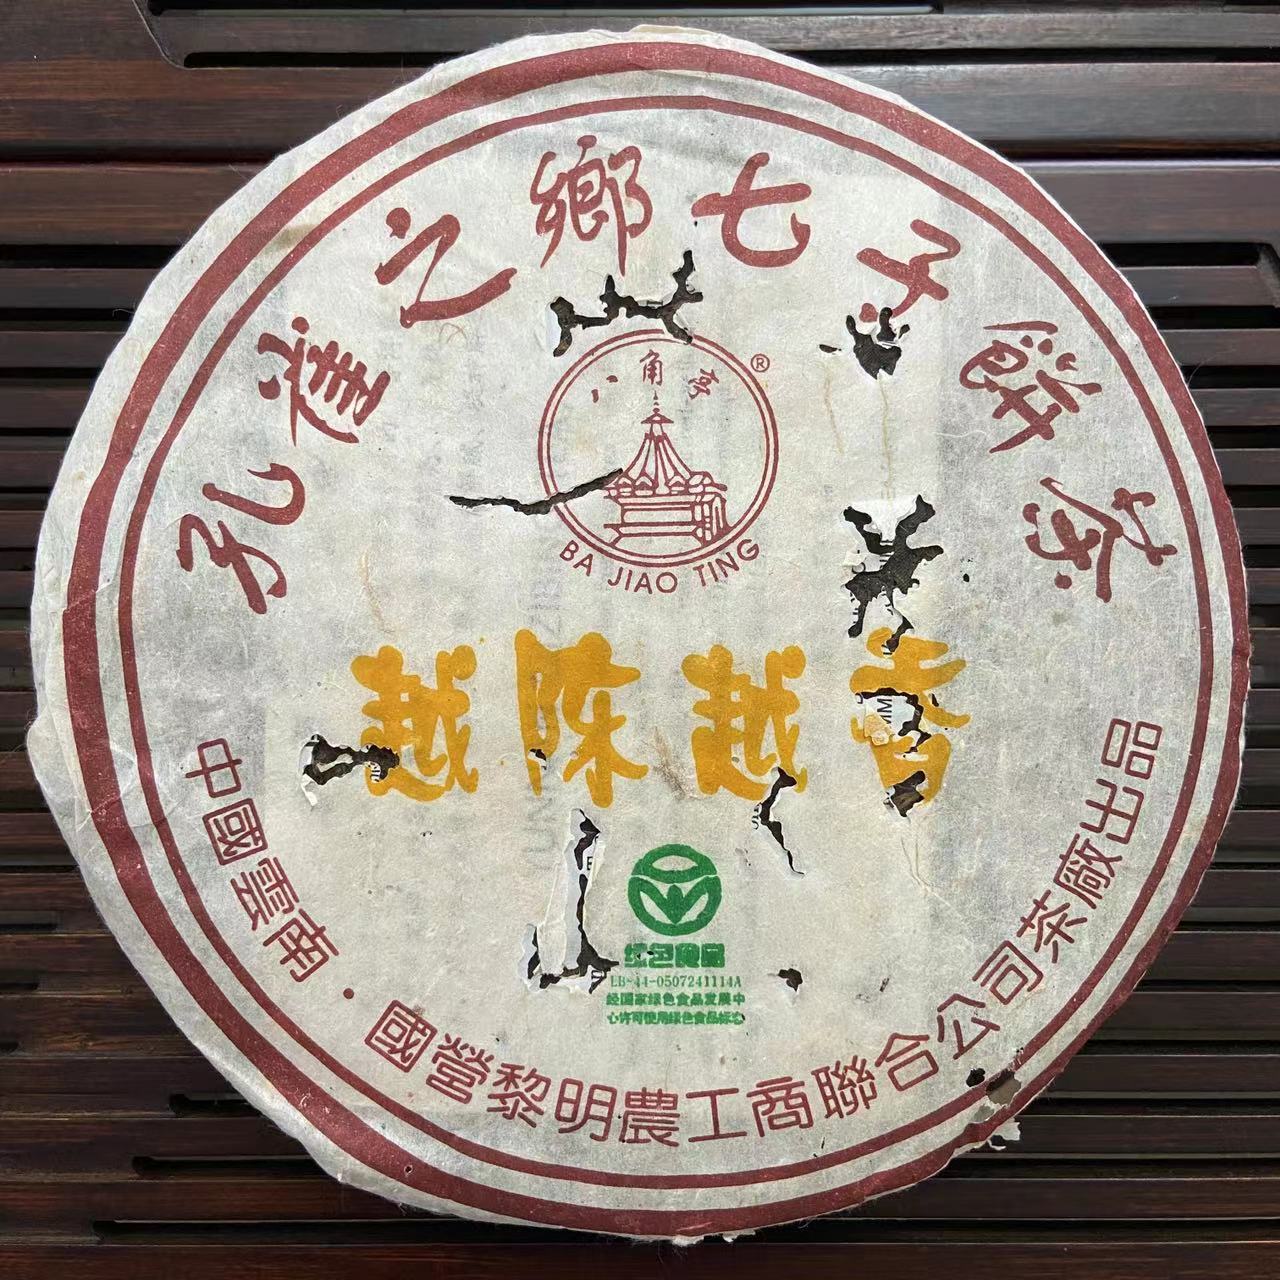 孔雀之鄉七子餅茶
八角亭
®
BA JIAO TING
越陈越香
绿色食品
LB-44-0507241114A
经国家绿色食品发展中
心许可使用绿色食品标志
中國雲南·國營黎明農工商聯合公司茶廠出品